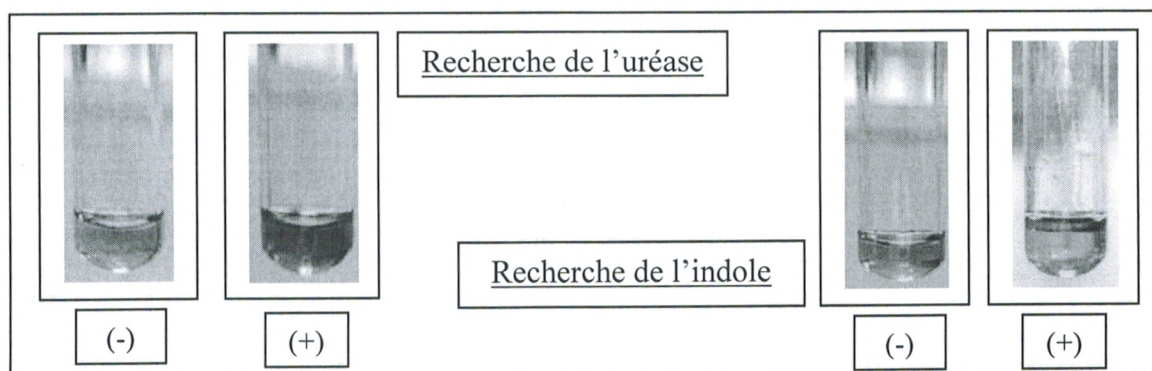 Recherche de l’uréase
Recherche de l’indole
(-)
(+)
(-)
(+)